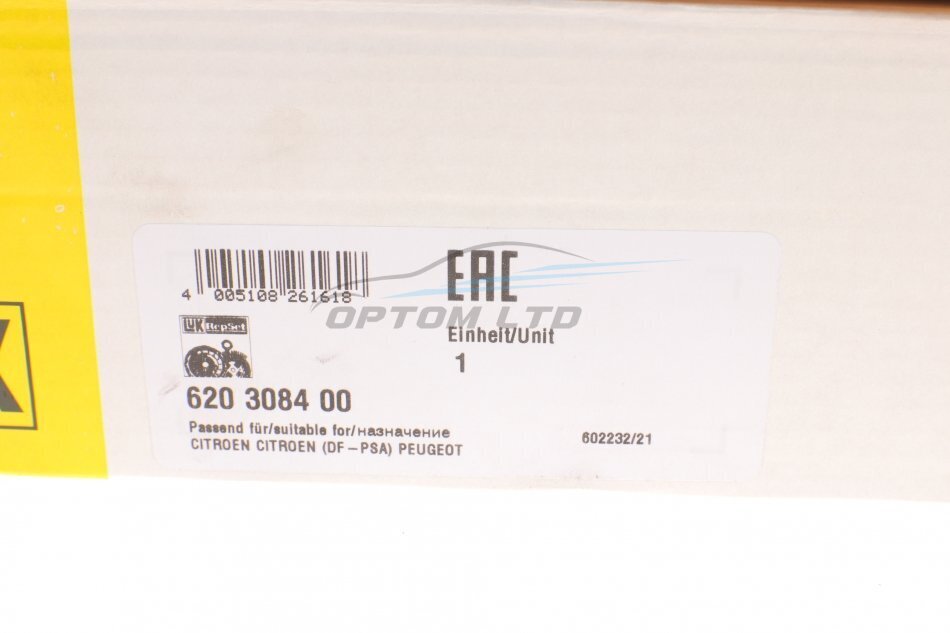 EAC
4 005108 261618
OPTOM LTD
LUK RepSet
Einheit/Unit
1
620 3084 00
Passend für/suitable for/назначение
CITROEN CITROEN (DF-PSA) PEUGEOT
602232/21
K